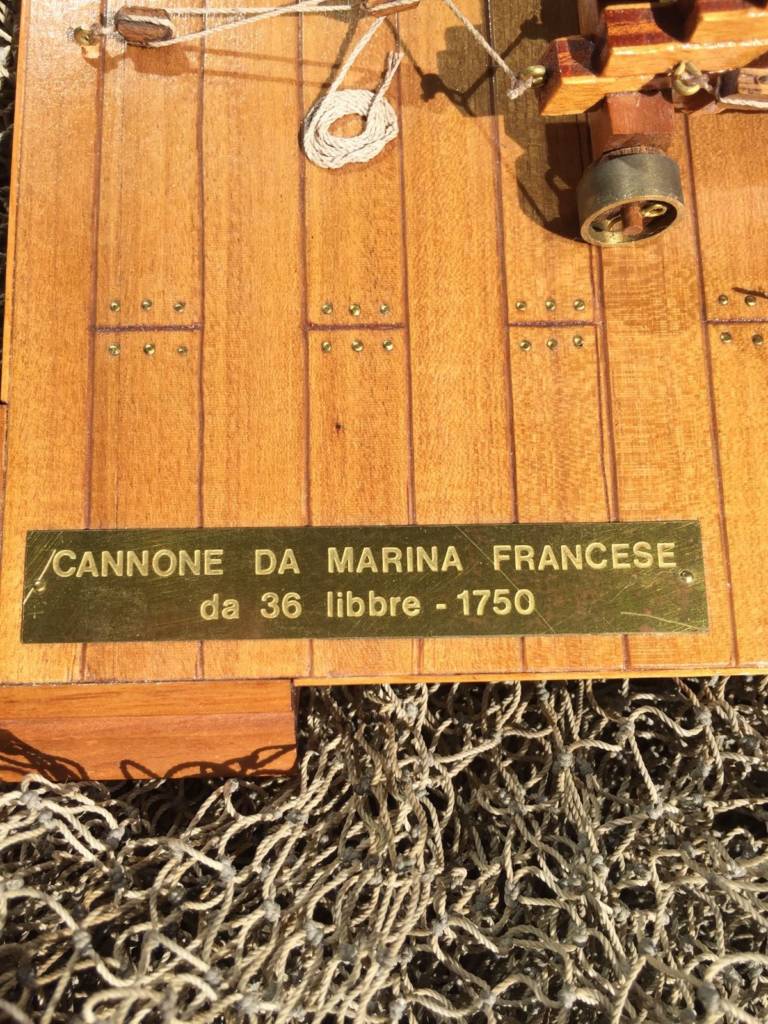 CANNONE DA MARINA FRANCESE
da 36 libbre - 1750